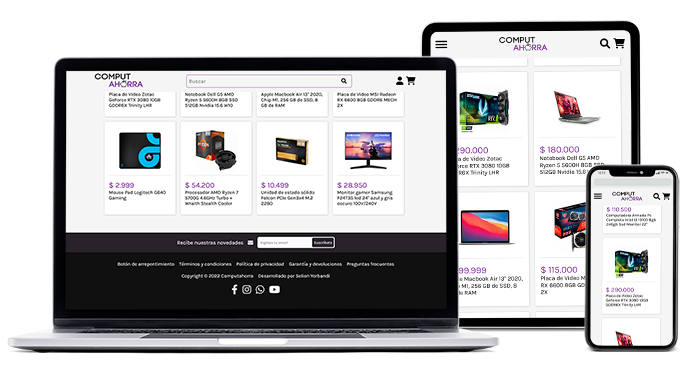 COMPUT
AHORRA
Buscar
Placa de Video Zotac
GeForce RTX 3080 10GB
GDDR6X Trinity LHR
Notebook Dell G5 AMD
Ryzen 5 5600H 8GB SSD
512GB Nvidia 15.6 W10
Apple Macbook Air 13" 2020,
Chip M1, 256 GB de SSD, 8
GB de RAM
Placa de Video MSI Radeon
RX 6600 8GB GDDR6 MECH
2X
$ 2.999
Mouse Pad Logitech G640
Gaming
$ 54.200
Procesador AMD Ryzen 7
5700G 4.6GHz Turbo +
Wraith Stealth Cooler
$ 10.499
Unidad de estado sólido
Falcon PCIe Gen3x4 M.2
2280
$ 28.950
Monitor gamer Samsung
F24T35 lcd 24" azul y gris
oscuro 100v/240V
Recibe nuestras novedades
Ingresa tu email
Suscribete
Botón de arrepentimiento Términos y condiciones Política de privacidad Garantía y devoluciones Preguntas frecuentes
Copyright © 2022 Computahorra Desarrollado por Selion Yorbandi
COMPUT
AHORRA
290.000
Placa de Video Zotac
GeForce RTX 3080 10GB
GDDR6X Trinity LHR
$ 180.000
Notebook Dell G5 AMD
Ryzen 5 5600H 8GB SSD
512GB Nvidia 15.6 W10
99.999
Apple Macbook Air 13" 2020,
Chip M1, 256 GB de SSD, 8
GB de RAM
$ 115.000
Placa de Video MSI Radeon
RX 6600 8GB GDDR6 MECH
2X
COMPUT
AHORRA
$ 110.500
Computadora Armada Pc
Completa Intel I3 10100 8gb
240gb Ssd Monitor 22"
$ 290.000
Placa de Video Zotac
GeForce RTX 3080 10GB
GDDR6X Trinity LHR